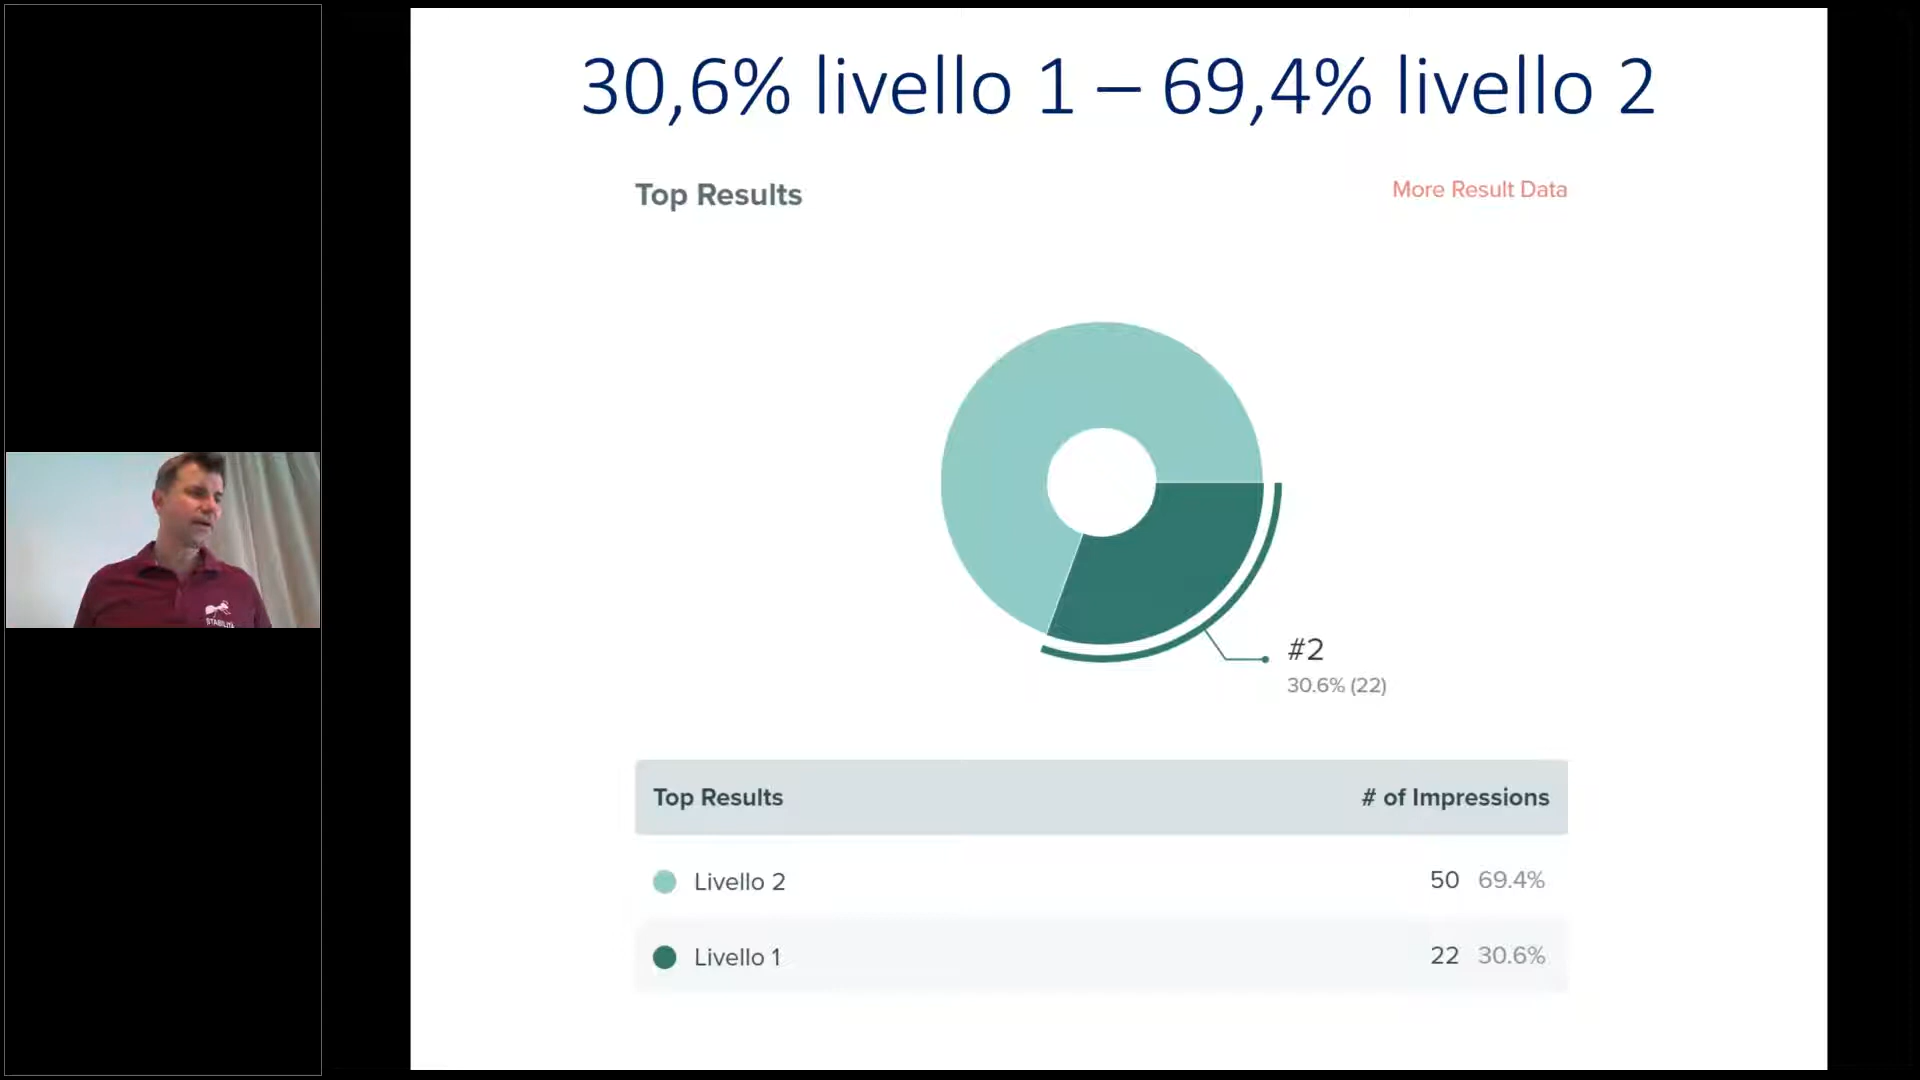 30,6% livello 1 – 69,4% livello 2
Top Results
More Result Data
#2
30.6% (22)
Top Results # of Impressions
Livello 2 50 69.4%
Livello 1 22 30.6%